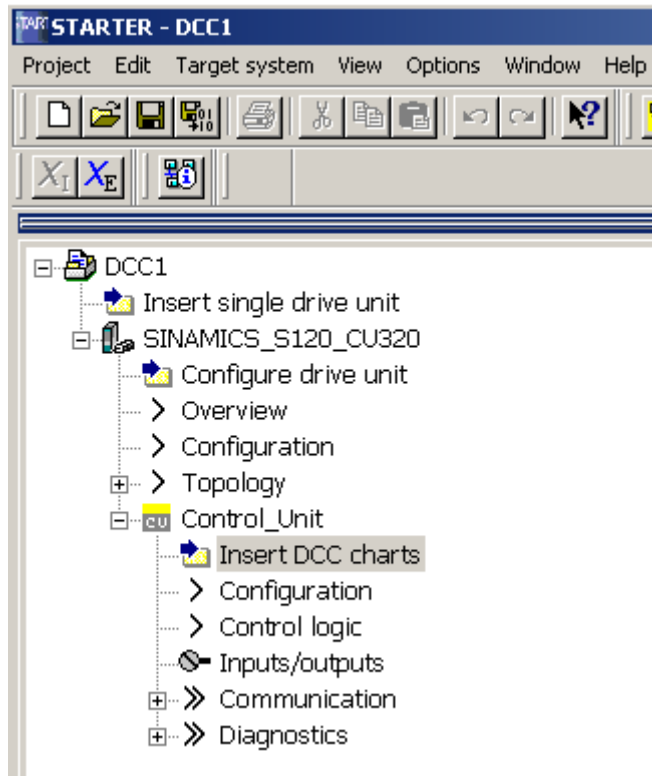 STARTER - DCC1
Project Edit Target system View Options Window Help
DCC1
Insert single drive unit
SINAMICS_S120_CU320
Configure drive unit
Overview
Configuration
Topology
Control_Unit
Insert DCC charts
Configuration
Control logic
Inputs/outputs
Communication
Diagnostics